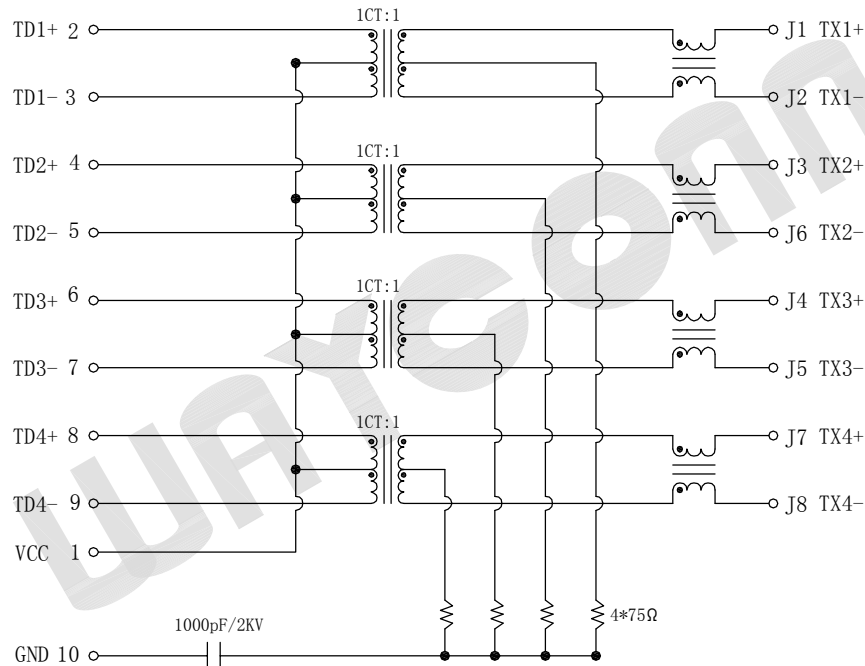 1CT:1
TD1+ 2 J1 TX1+
TD1- 3 J2 TX1-
1CT:1
TD2+ 4 J3 TX2+
TD2- 5 J6 TX2-
1CT:1
TD3+ 6 J4 TX3+
TD3- 7 J5 TX3-
1CT:1
TD4+ 8 J7 TX4+
TD4- 9 J8 TX4-
VCC 1
4*75Ω
1000pF/2KV
GND 10
WAYCONN